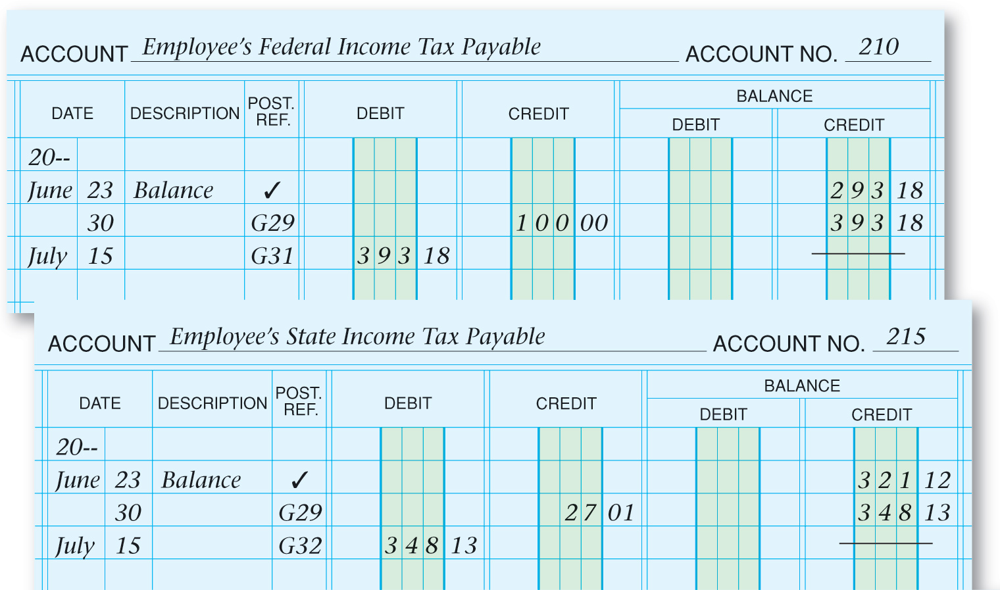 ACCOUNT Employee's Federal Income Tax Payable ACCOUNT NO. 210
DATE DESCRIPTION POST. REF. DEBIT CREDIT BALANCE
DEBIT CREDIT
20--
June 23 Balance ✓ 293 18
30 G29 100 00 393 18
July 15 G31 393 18
ACCOUNT Employee's State Income Tax Payable ACCOUNT NO. 215
DATE DESCRIPTION POST. REF. DEBIT CREDIT BALANCE
DEBIT CREDIT
20--
June 23 Balance ✓ 321 12
30 G29 27 01 348 13
July 15 G32 348 13